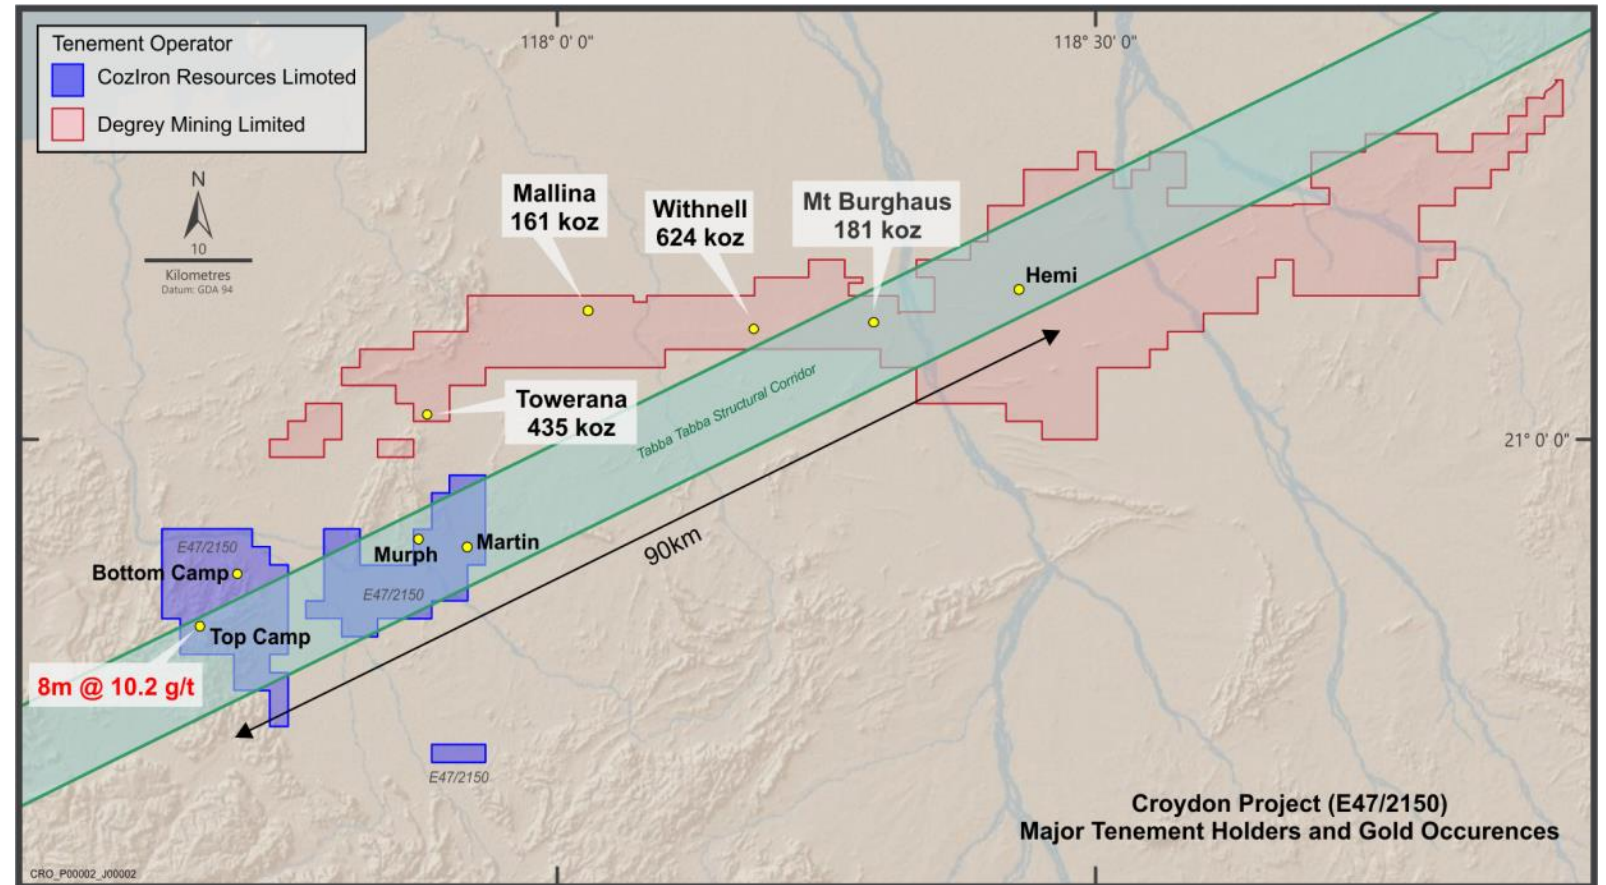 Tenement Operator
CozIron Resources Limoted
Degrey Mining Limited
118° 0' 0"
118° 30' 0"
N
10
Kilometres
Datum: GDA 94
Mallina
161 koz
Withnell
624 koz
Mt Burghaus
181 koz
Hemi
Towerana
435 koz
Tabba Tabba Structural Corridor
21° 0' 0"
90km
E47/2150
Bottom Camp
Murph
Martin
E47/2150
Top Camp
8m @ 10.2 g/t
E47/2150
Croydon Project (E47/2150)
Major Tenement Holders and Gold Occurences
CRO_P00002_J00002